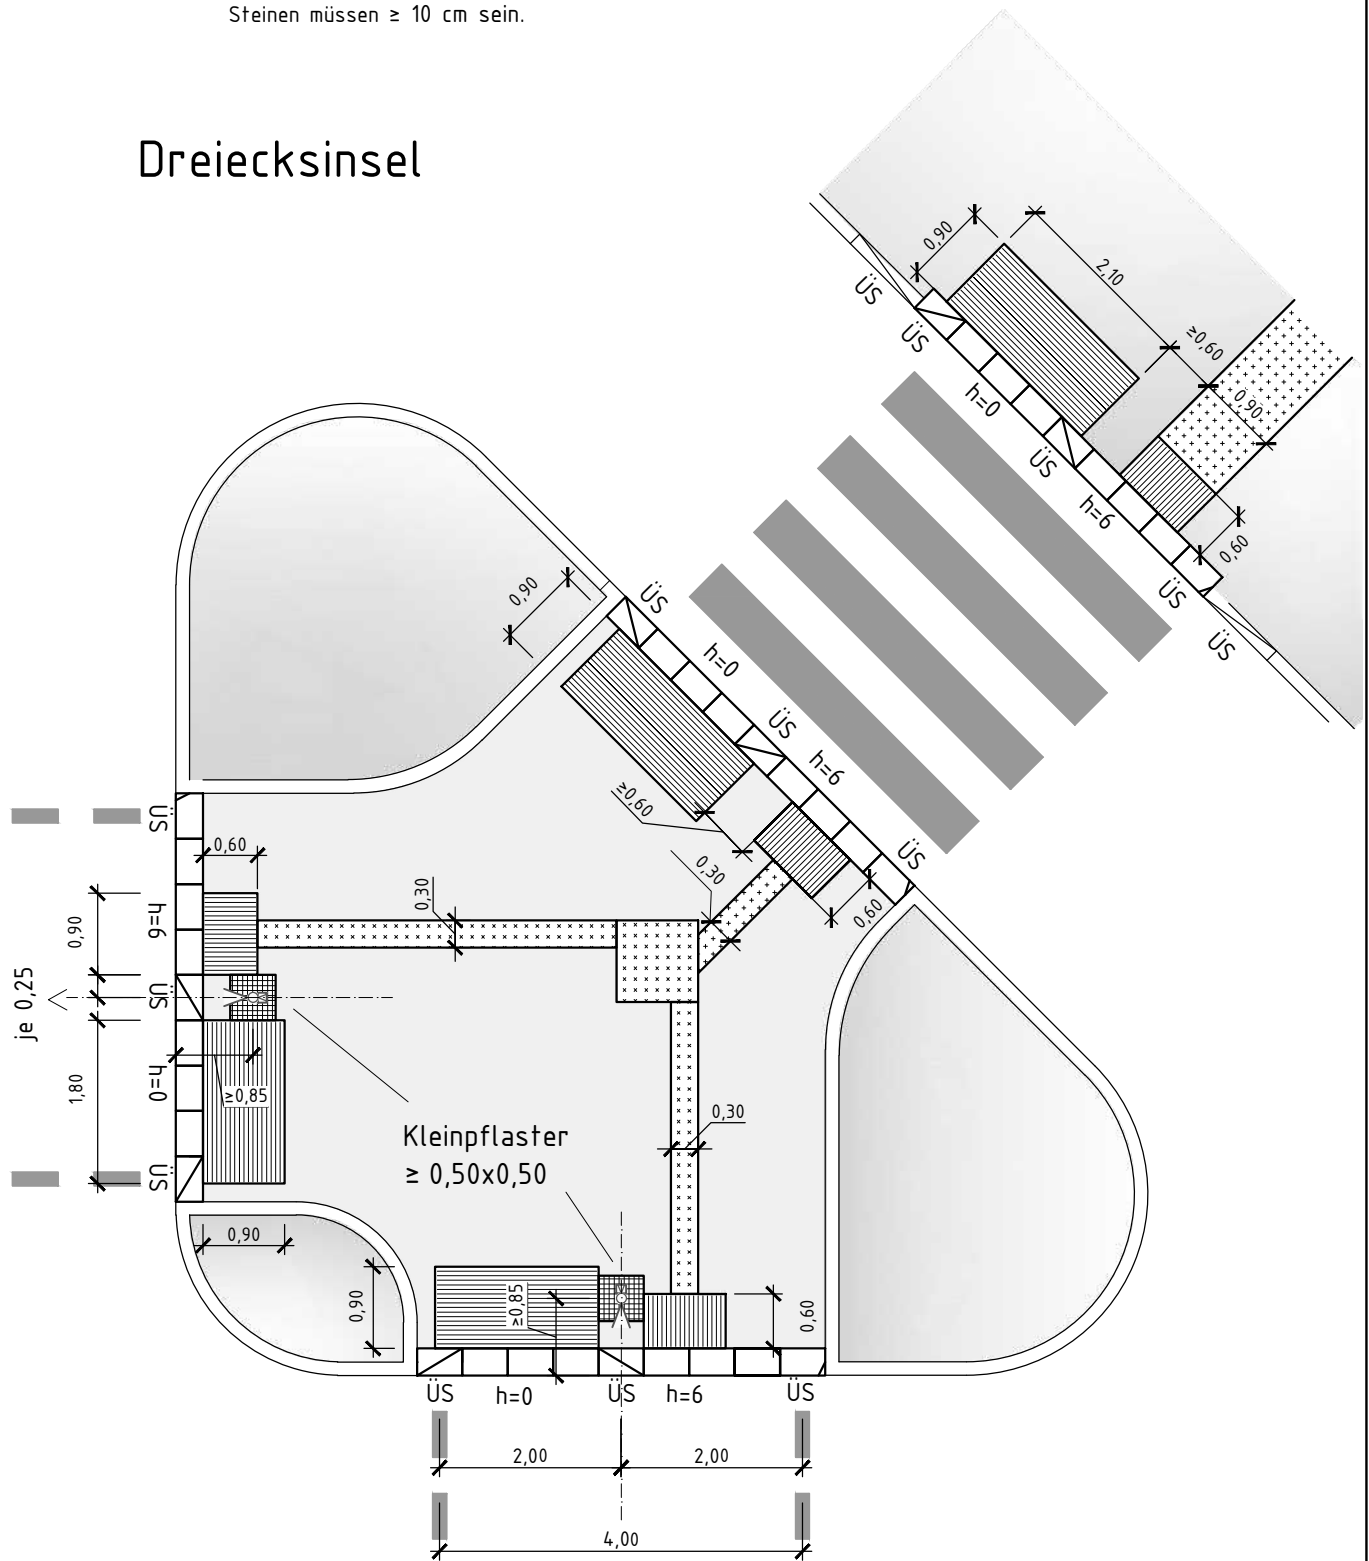 Steinen müssen ≥ 10 cm sein.
Dreiecksinsel
0,90
2,10
≥0,60
0,90
0,60
ÜS
ÜS
h=0
ÜS
h=6
ÜS
ÜS
0,90
ÜS
h=0
ÜS
h=6
ÜS
≥0,60
0,30
0,60
ÜS
0,60
0,30
h=6
0,90
ÜS
je 0,25
h=0
1,80
≥0,85
ÜS
0,30
Kleinpflaster
≥ 0,50x0,50
0,90
0,90
≥0,85
0,60
ÜS
h=0
ÜS
h=6
ÜS
2,00
2,00
4,00